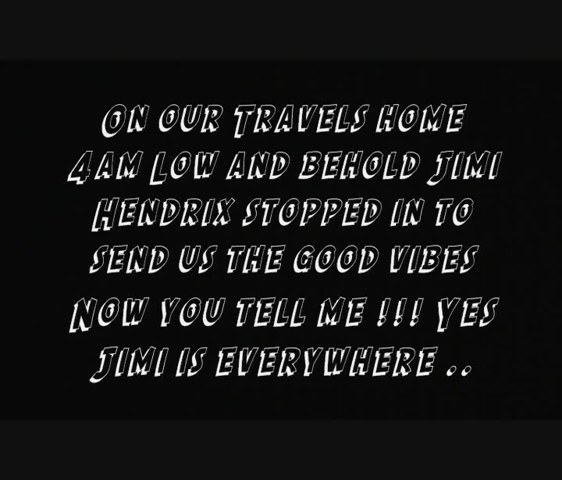 On our Travels home
4am Low and behold Jimi
Hendrix stopped in to
send us the good vibes
Now you tell me !!! Yes
Jimi is everywhere ..